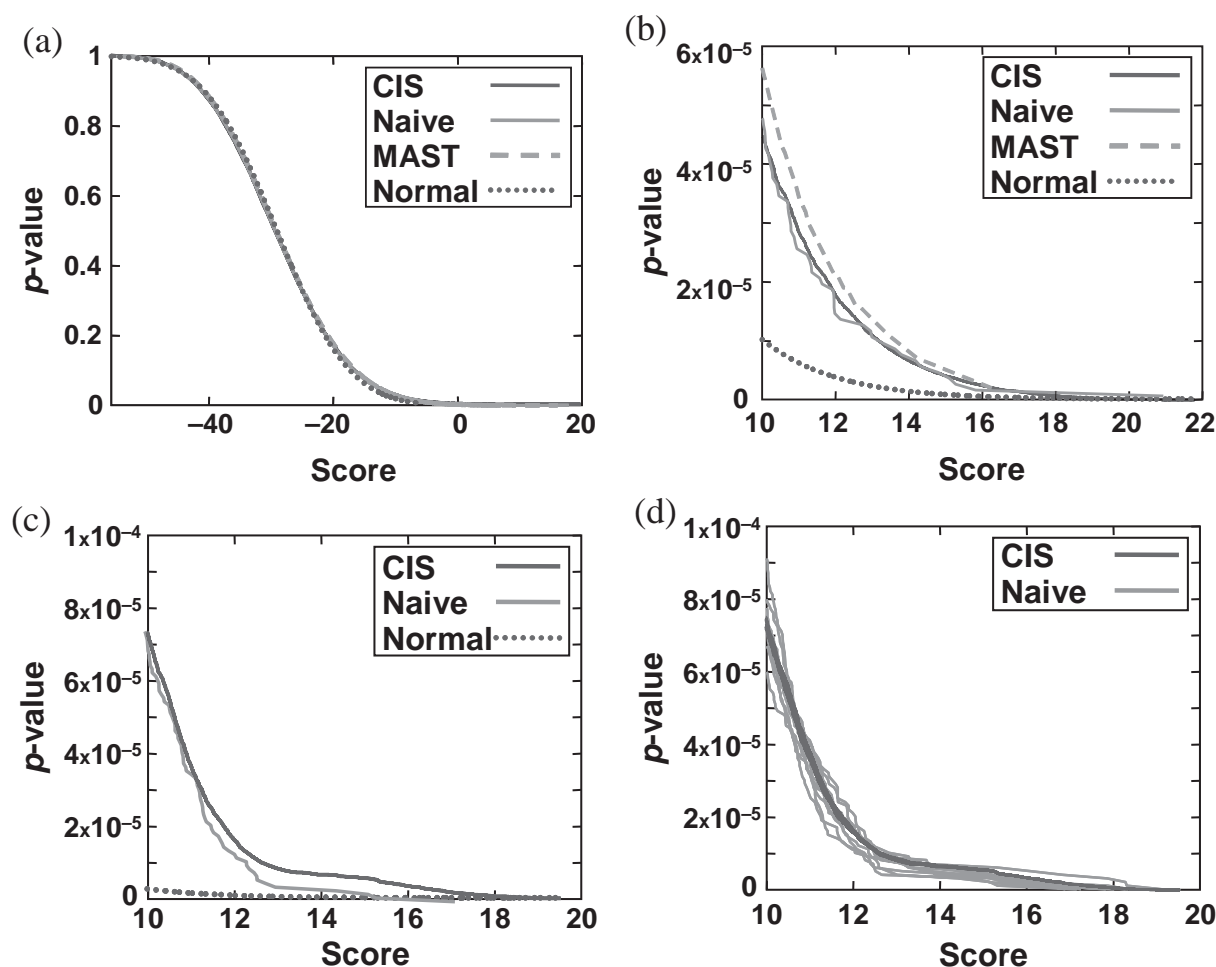 (a)
1
0.8
0.6
0.4
0.2
0
p-value
CIS
Naive
MAST
Normal
−40
−20
0
20
Score
(b)
6x10−5
4x10−5
2x10−5
0
p-value
CIS
Naive
MAST
Normal
10
12
14
16
18
21
22
Score
(c)
1x10−4
8x10−5
6x10−5
4x10−5
2x10−5
0
p-value
CIS
Naive
Normal
10
12
14
16
18
20
Score
(d)
1x10−4
8x10−5
6x10−5
4x10−5
2x10−5
0
p-value
CIS
Naive
10
12
14
16
18
20
Score